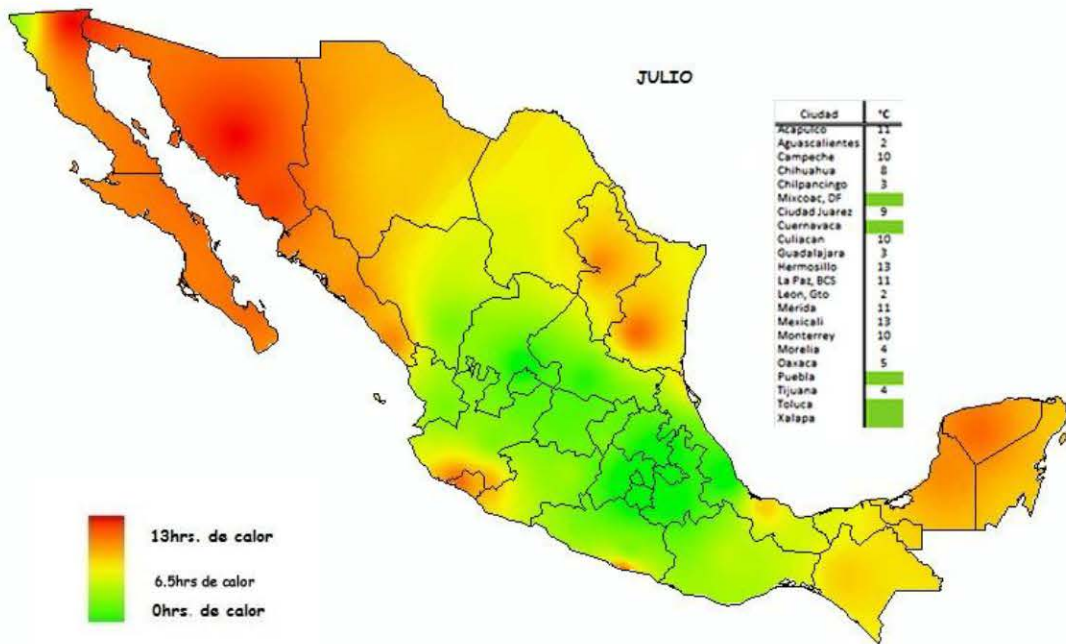 JULIO
Ciudad °C
Acapulco 11
Aguascalientes 2
Campeche 10
Chihuahua 8
Chilpancingo 3
Mixcoac, DF
Ciudad Juarez 9
Cuernavaca
Culiacan 10
Guadalajara 3
Hermosillo 13
La Paz, BCS 11
Leon, Gto 2
Merida 11
Mexicali 13
Monterrey 10
Morelia 4
Oaxaca 5
Puebla
Tijuana 4
Toluca
Xalapa
13hrs. de calor
6.5hrs de calor
0hrs. de calor